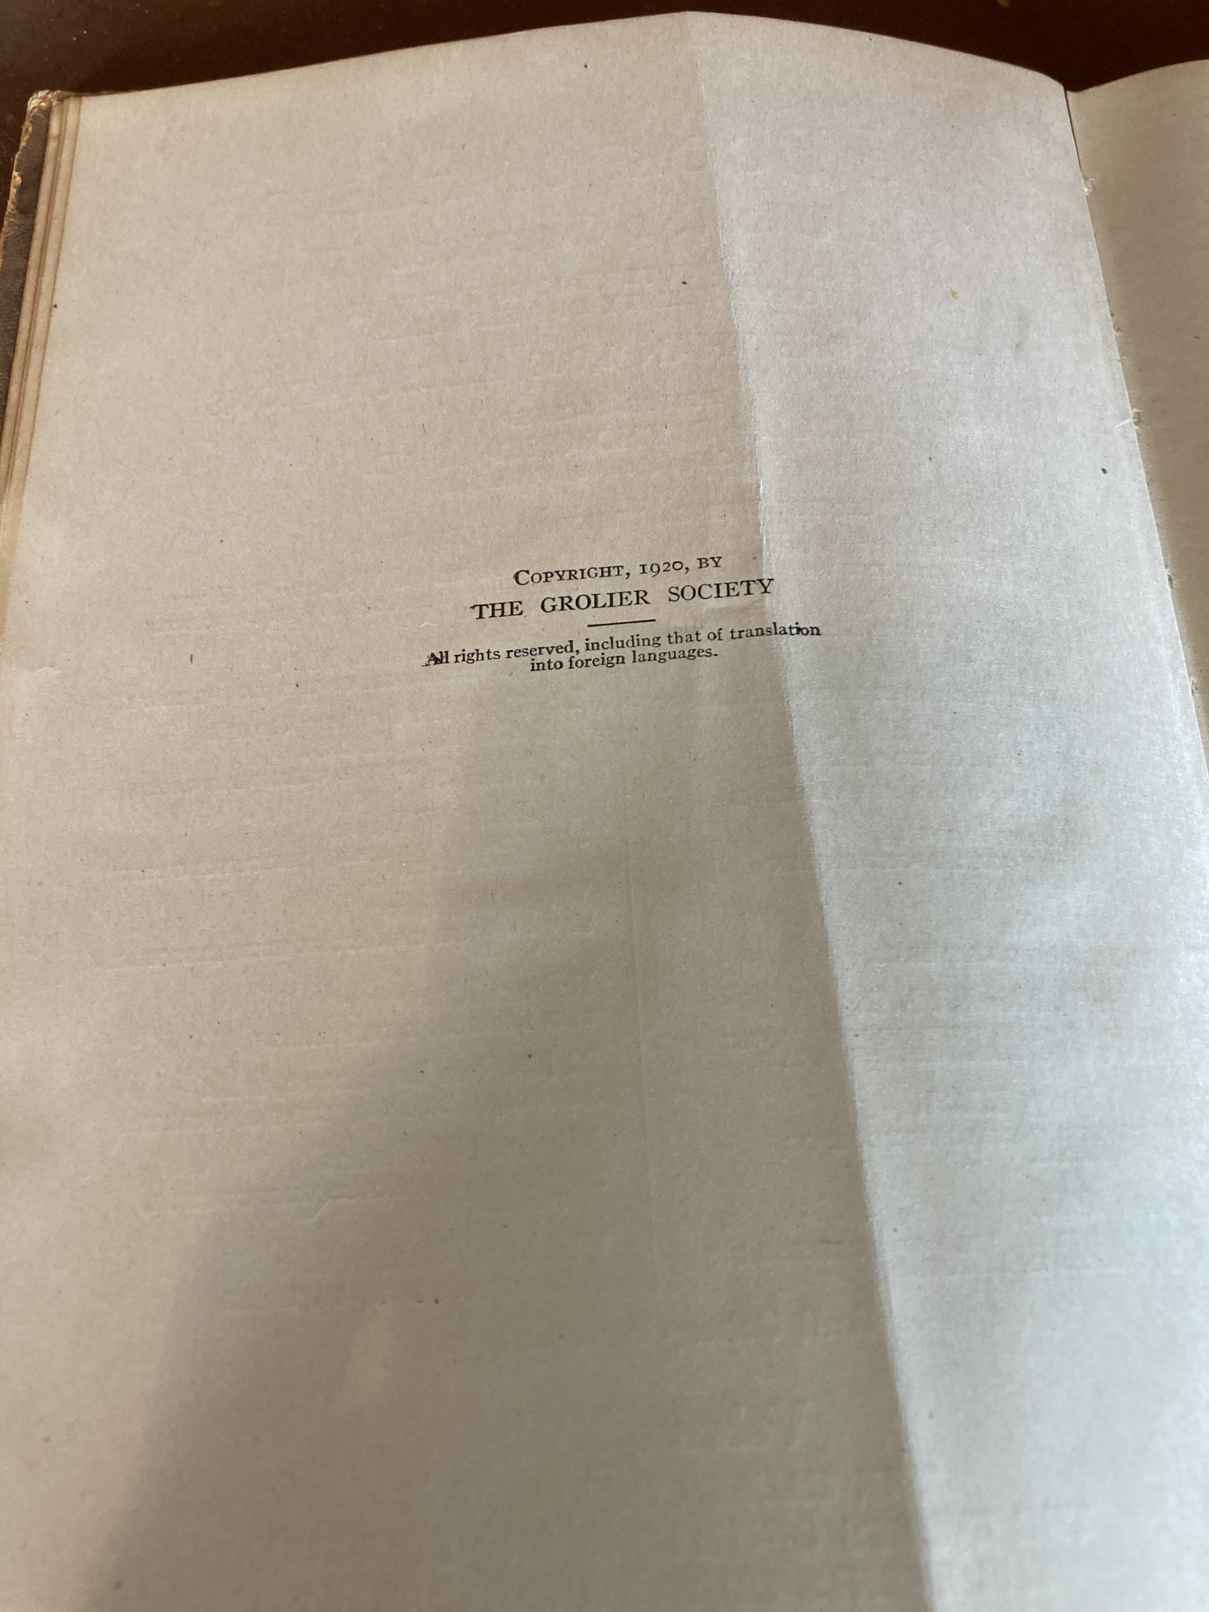 COPYRIGHT, 1920, BY
THE GROLIER SOCIETY
All rights reserved, including that of translation
into foreign languages.